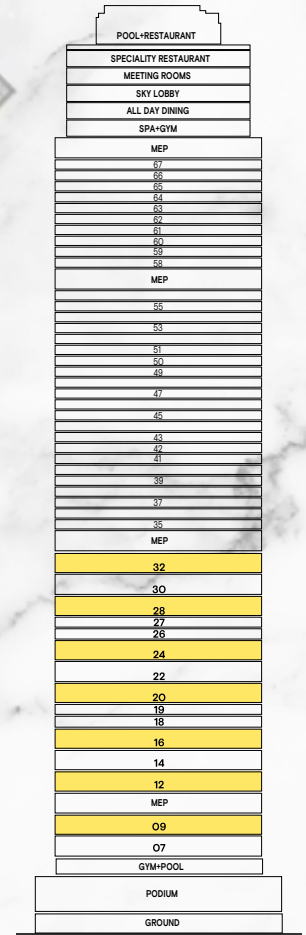 POOL+RESTAURANT
SPECIALITY RESTAURANT
MEETING ROOMS
SKY LOBBY
ALL DAY DINING
SPA+GYM
MEP
67
66
65
64
63
62
61
60
59
58
MEP
55
53
51
50
49
47
45
43
42
41
39
37
35
MEP
32
30
28
27
26
24
22
20
19
18
16
14
12
MEP
09
07
GYM+POOL
PODIUM
GROUND